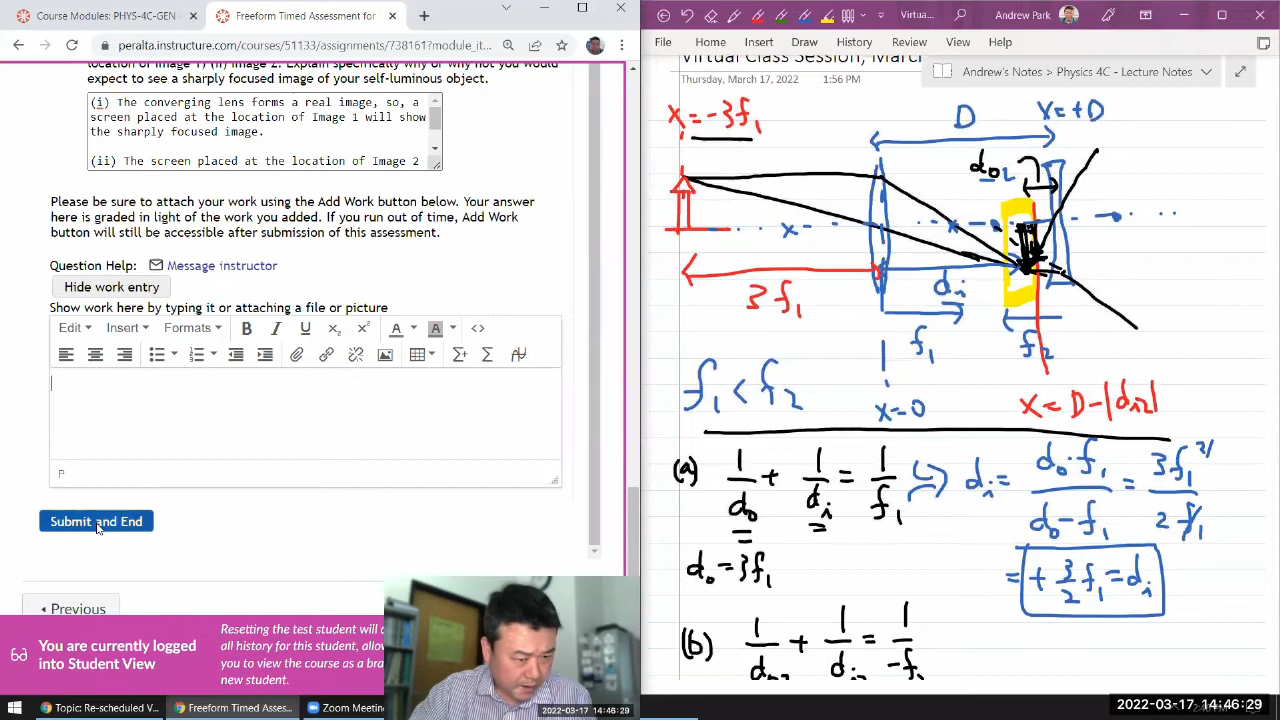 Course Modules: PHYS-4C-GEN
Freeform Timed Assessment for
Virtual...
Andrew Park
peralta.instructure.com/courses/51133/assignments/738161?module_it...
location of Image 1) (ii) Image 2. Explain specifically why or why not you would
expect to see a sharply focused image of your self-luminous object.
(i) The converging lens forms a real image, so, a
screen placed at the location of Image 1 will show
the sharply focused image.
(ii) The screen placed at the location of Image 2
Please be sure to attach your work using the Add Work button below. Your answer
here is graded in light of the work you added. If you run out of time, Add Work
button will still be accessible after submission of this assessment.
Question Help: Message instructor
Hide work entry
Show work here by typing it or attaching a file or picture
Edit Insert Formats B I U x₂ x² A A <>
P
Submit and End
Previous
You are currently logged
into Student View
Resetting the test student will
all history for this student, allow
you to view the course as a bra
new student.
Topic: Re-scheduled V...
Freeform Timed Asses...
Zoom Meetin
2022-03-17 14:46:29
File Home Insert Draw History Review View Help
Virtual Class Session, March
Thursday, March 17, 2022 1:56 PM
Andrew's Notes › Physics 4C - Lecture Notes
x=-3f₁
D
x=+D
do2
3f₁
di
f₁
f₂
f₁ < f₂
x=0
x = D-|di2|
(a) 1/do + 1/di = 1/f₁ ↪ di = do·f₁/(do-f₁) = 3f₁²/2f₁
do=3f₁
= +3/2 f₁=di
(b) 1/do2 + 1/di2 = 1/-f₂
2022-03-17 14:46:29